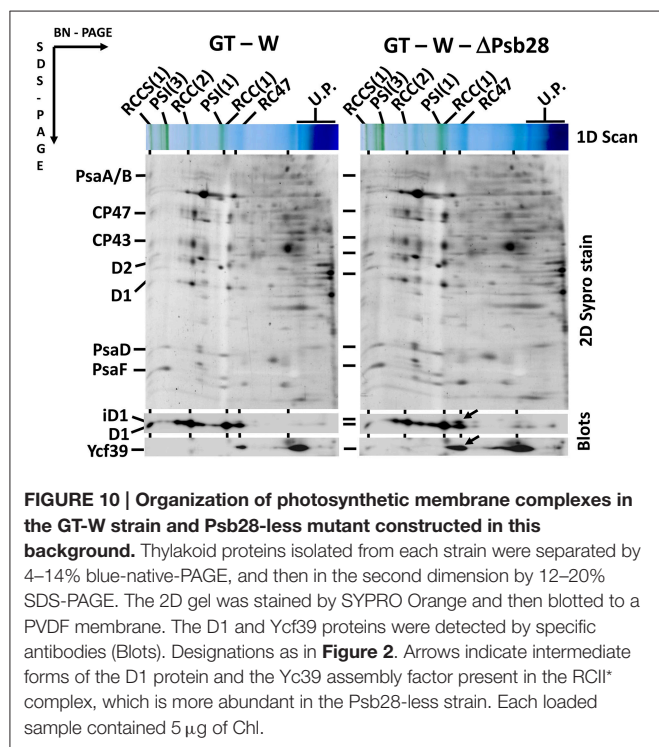 BN - PAGE
SDS-PAGE
GT – W
GT – W – ΔPsb28
RCCS(1)
PSI(3)
RCC(2)
PSI(1)
RCC(1)
RC47
U.P.
RCCS(1)
PSI(3)
RCC(2)
PSI(1)
RCC(1)
RC47
U.P.
1D Scan
PsaA/B
CP47
CP43
D2
D1
PsaD
PsaF
2D Sypro stain
iD1
D1
Ycf39
Blots
FIGURE 10 | Organization of photosynthetic membrane complexes in
the GT-W strain and Psb28-less mutant constructed in this
background. Thylakoid proteins isolated from each strain were separated by
4–14% blue-native-PAGE, and then in the second dimension by 12–20%
SDS-PAGE. The 2D gel was stained by SYPRO Orange and then blotted to a
PVDF membrane. The D1 and Ycf39 proteins were detected by specific
antibodies (Blots). Designations as in Figure 2. Arrows indicate intermediate
forms of the D1 protein and the Yc39 assembly factor present in the RCII*
complex, which is more abundant in the Psb28-less strain. Each loaded
sample contained 5 μg of Chl.